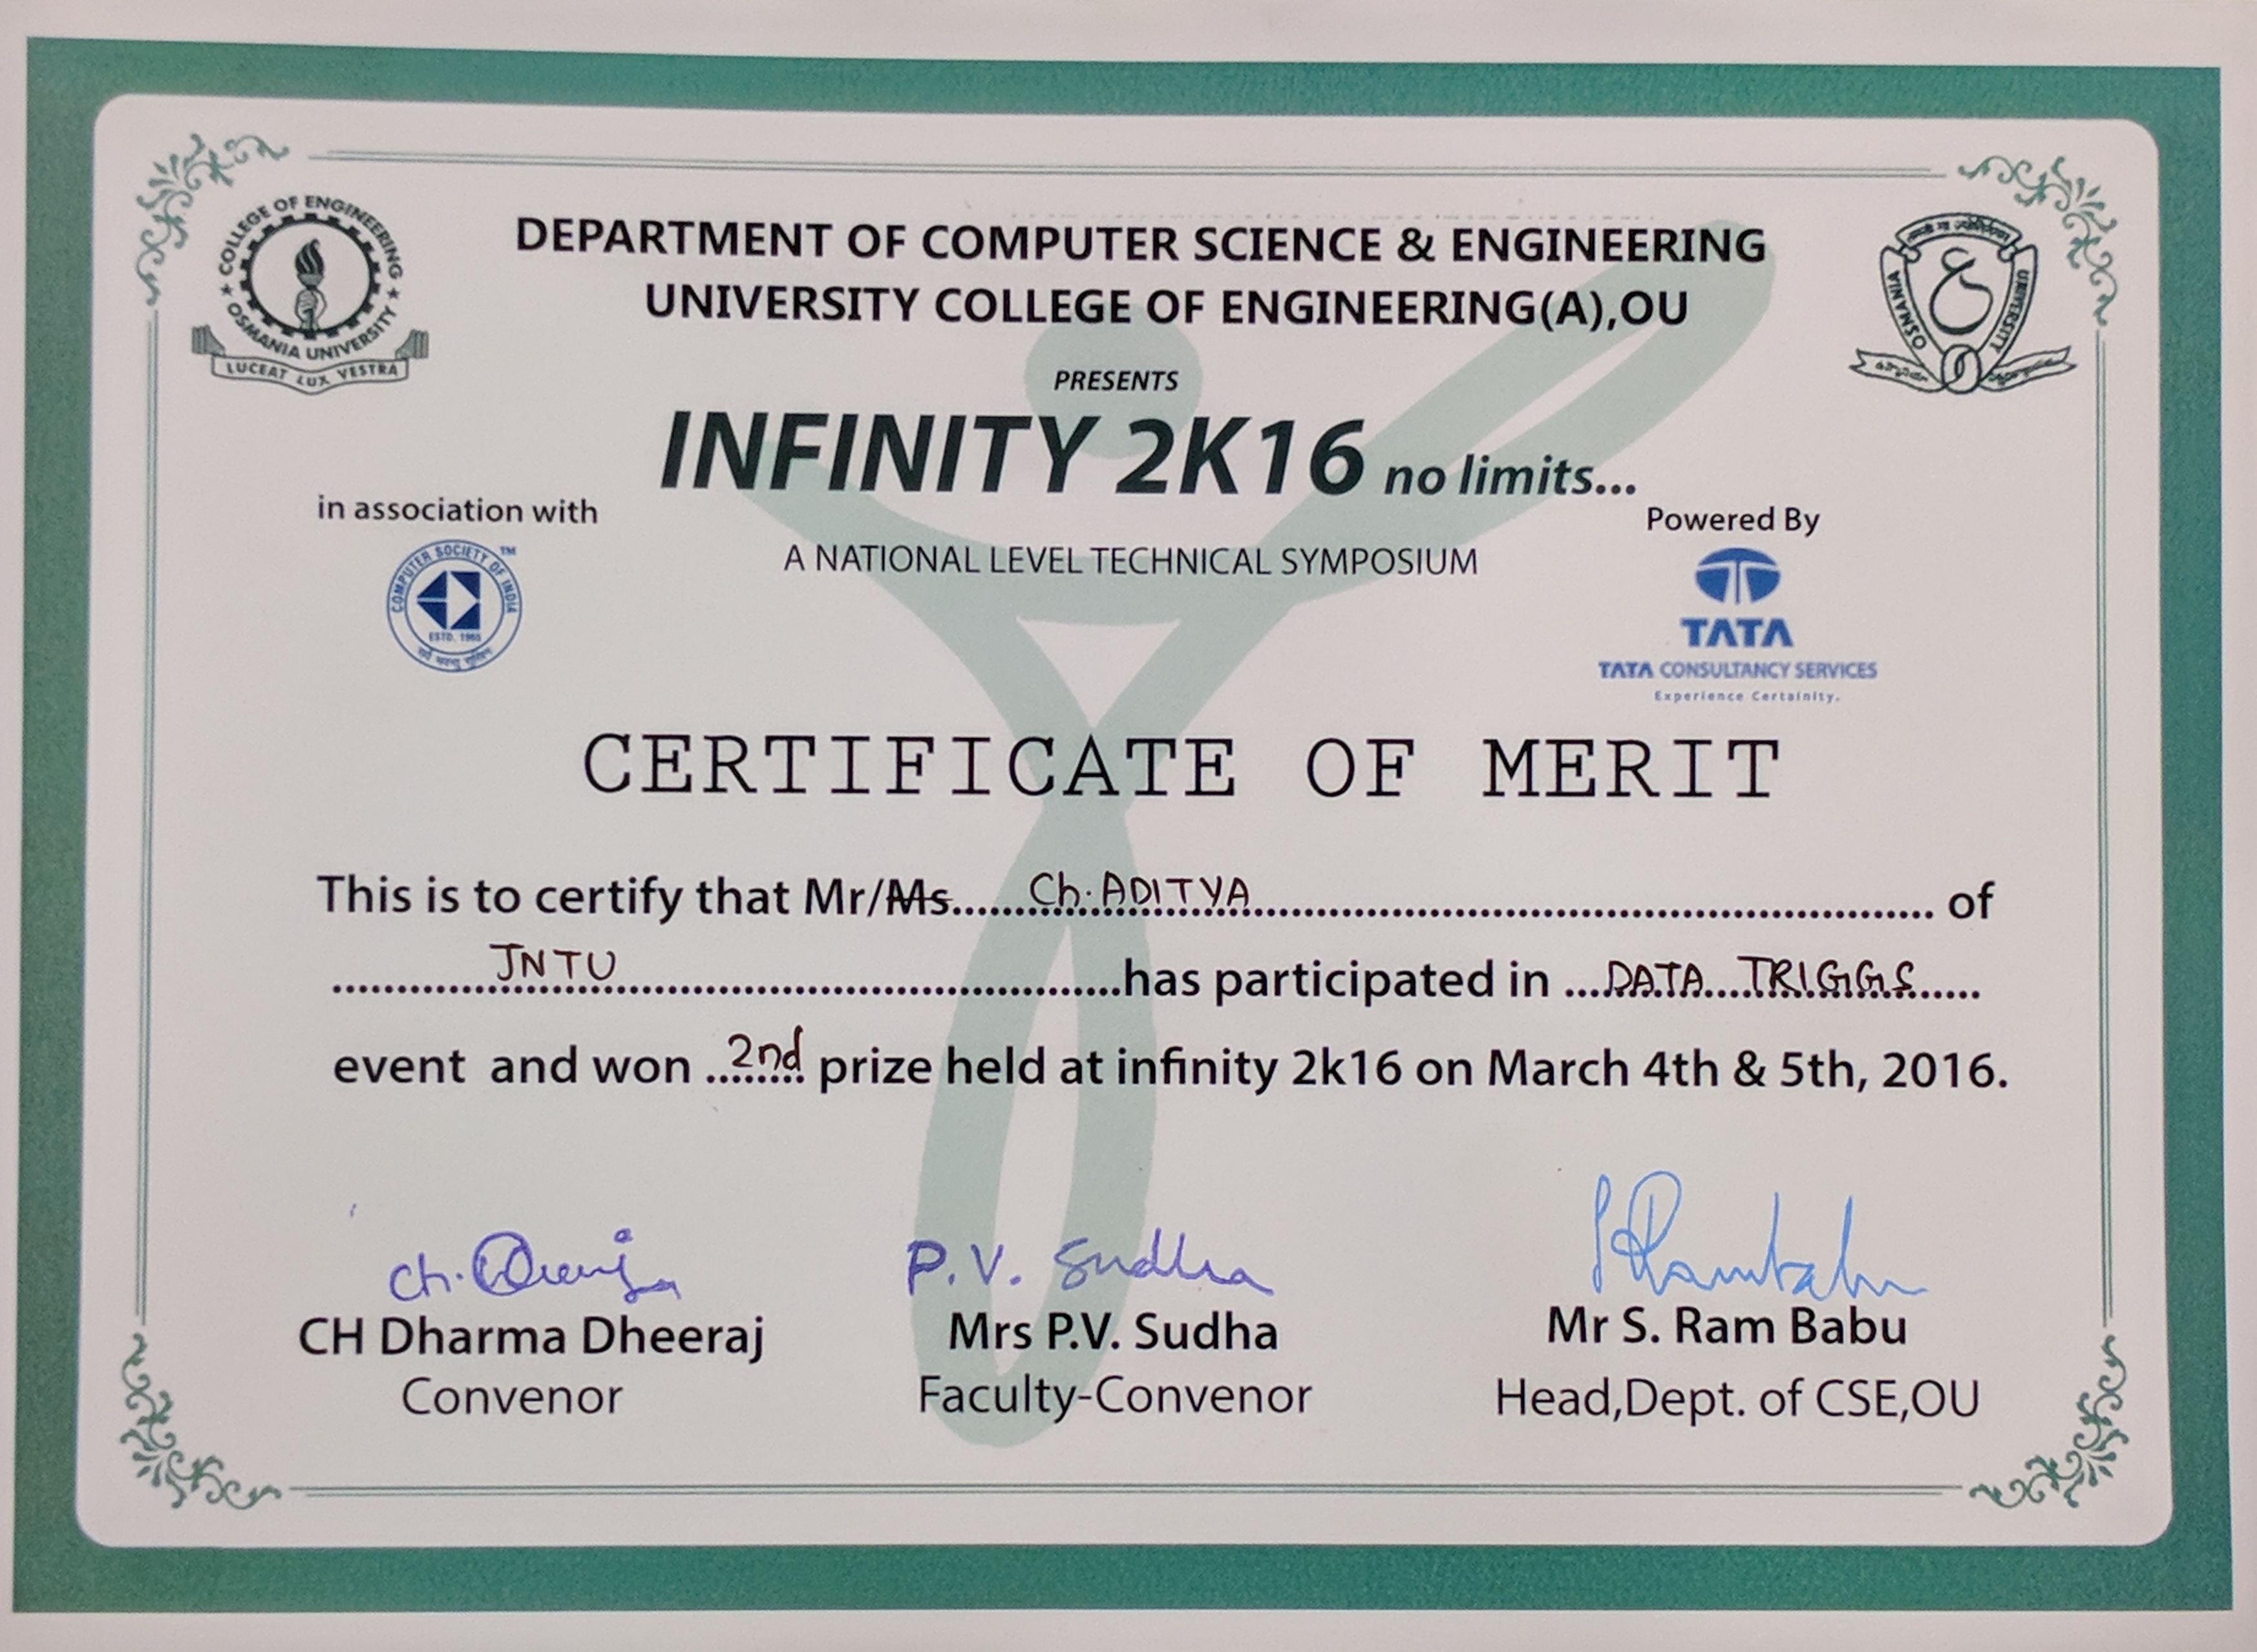 COLLEGE OF ENGINEERING
OSMANIA UNIVERSITY
LUCEAT LUX VESTRA
DEPARTMENT OF COMPUTER SCIENCE & ENGINEERING
UNIVERSITY COLLEGE OF ENGINEERING(A),OU
OSMANIA UNIVERSITY
PRESENTS
INFINITY 2K16 no limits...
in association with
Powered By
A NATIONAL LEVEL TECHNICAL SYMPOSIUM
COMPUTER SOCIETY OF INDIA TM
ESTD. 1965
TATA
TATA CONSULTANCY SERVICES
Experience Certainity.
CERTIFICATE OF MERIT
This is to certify that Mr/Ms.....Ch. ADITYA..... of
.....JNTU.....has participated in ...DATA...TRIGGS.....
event and won ..2nd.. prize held at infinity 2k16 on March 4th & 5th, 2016.
Ch. Dheeraj
P.V. Sudha
S Rambabu
CH Dharma Dheeraj
Mrs P.V. Sudha
Mr S. Ram Babu
Convenor
Faculty-Convenor
Head,Dept. of CSE,OU